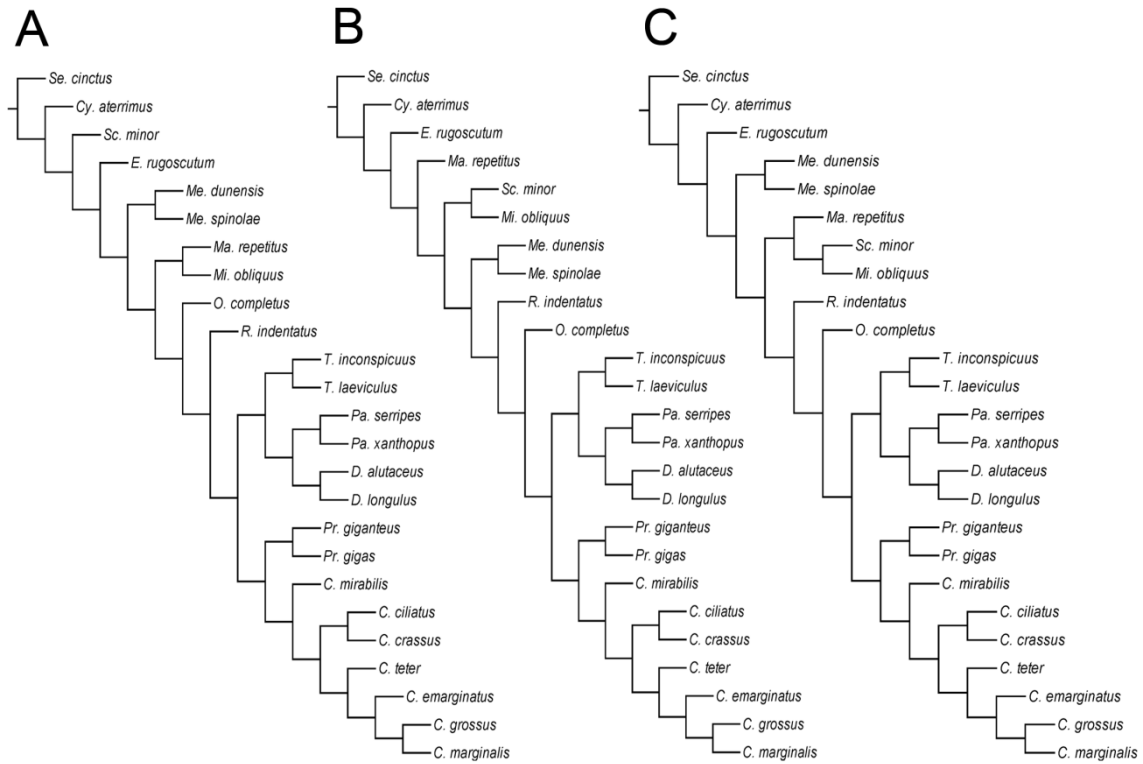 A
Se. cinctus
Cy. aterrimus
Sc. minor
E. rugoscutum
Me. dunensis
Me. spinolae
Ma. repetitus
Mi. obliquus
O. completus
R. indentatus
T. inconspicuus
T. laeviculus
Pa. serripes
Pa. xanthopus
D. alutaceus
D. longulus
Pr. giganteus
Pr. gigas
C. mirabilis
C. ciliatus
C. crassus
C. teter
C. emarginatus
C. grossus
C. marginalis
B
Se. cinctus
Cy. aterrimus
E. rugoscutum
Ma. repetitus
Sc. minor
Mi. obliquus
Me. dunensis
Me. spinolae
R. indentatus
O. completus
T. inconspicuus
T. laeviculus
Pa. serripes
Pa. xanthopus
D. alutaceus
D. longulus
Pr. giganteus
Pr. gigas
C. mirabilis
C. ciliatus
C. crassus
C. teter
C. emarginatus
C. grossus
C. marginalis
C
Se. cinctus
Cy. aterrimus
E. rugoscutum
Me. dunensis
Me. spinolae
Ma. repetitus
Sc. minor
Mi. obliquus
R. indentatus
O. completus
T. inconspicuus
T. laeviculus
Pa. serripes
Pa. xanthopus
D. alutaceus
D. longulus
Pr. giganteus
Pr. gigas
C. mirabilis
C. ciliatus
C. crassus
C. teter
C. emarginatus
C. grossus
C. marginalis